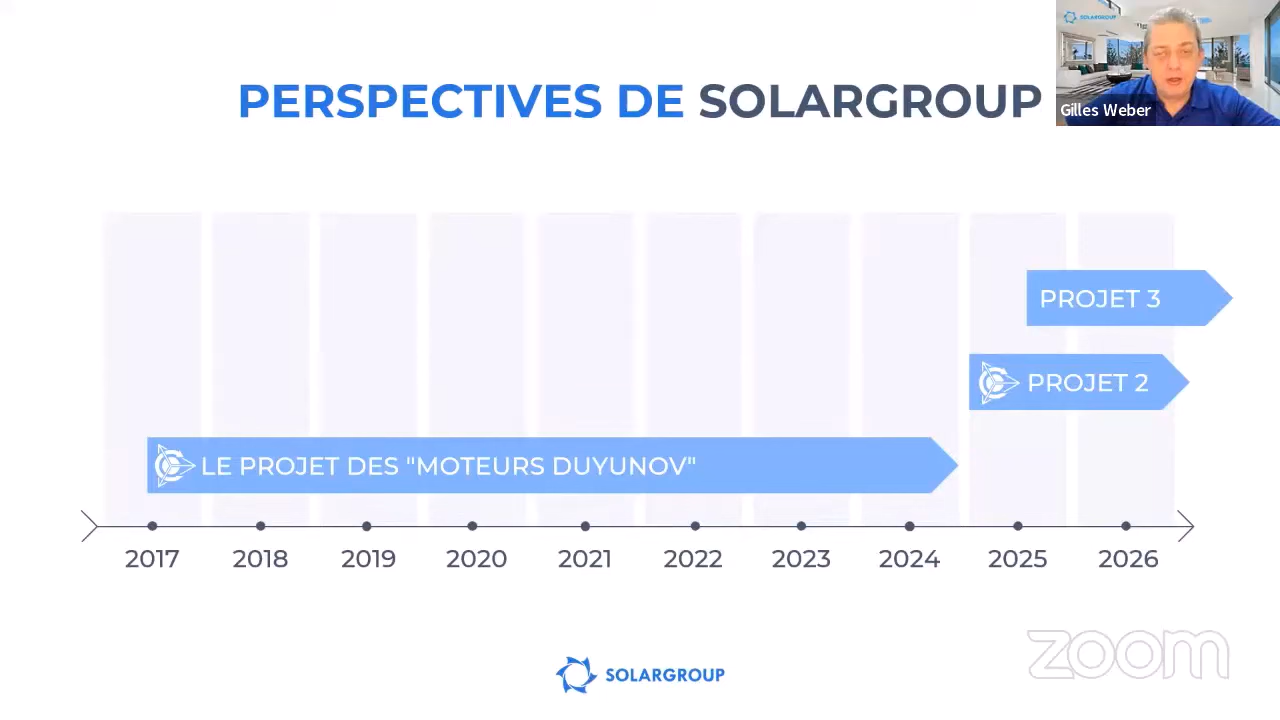 SOLARGROUP
Gilles Weber
PERSPECTIVES DE SOLARGROUP
PROJET 3
PROJET 2
LE PROJET DES "MOTEURS DUYUNOV"
2017 2018 2019 2020 2021 2022 2023 2024 2025 2026
zoom
SOLARGROUP